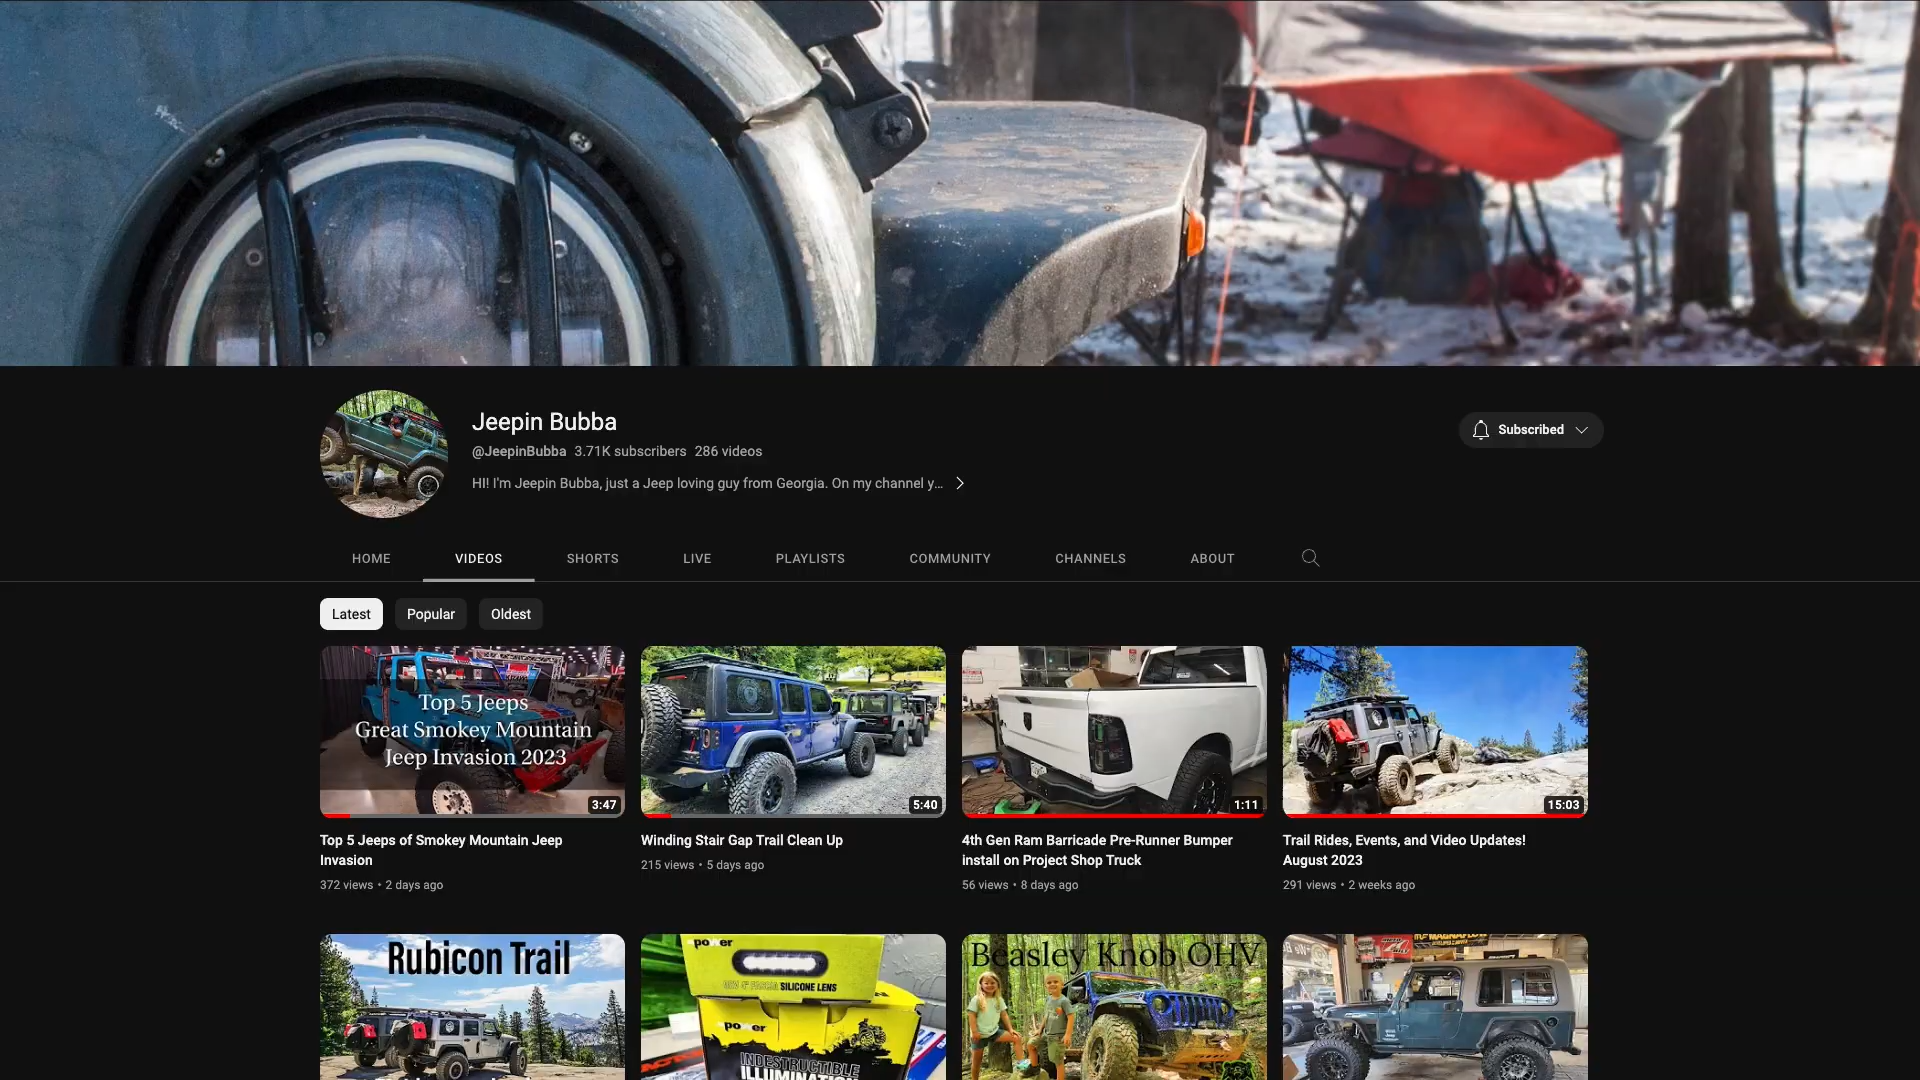 Jeepin Bubba
@JeepinBubba 3.71K subscribers 286 videos
HI! I'm Jeepin Bubba, just a Jeep loving guy from Georgia. On my channel y...
Subscribed
HOME VIDEOS SHORTS LIVE PLAYLISTS COMMUNITY CHANNELS ABOUT
Latest Popular Oldest
Top 5 Jeeps
Great Smokey Mountain
Jeep Invasion 2023
3:47
5:40
1:11
15:03
Top 5 Jeeps of Smokey Mountain Jeep
Invasion
372 views • 2 days ago
Winding Stair Gap Trail Clean Up
215 views • 5 days ago
4th Gen Ram Barricade Pre-Runner Bumper
install on Project Shop Truck
56 views • 8 days ago
Trail Rides, Events, and Video Updates!
August 2023
291 views • 2 weeks ago
Rubicon Trail
power
SILICONE LENS
power
INDESTRUCTIBLE
ILLUMINATION
Beasley Knob OHV
MAGNAFLOW